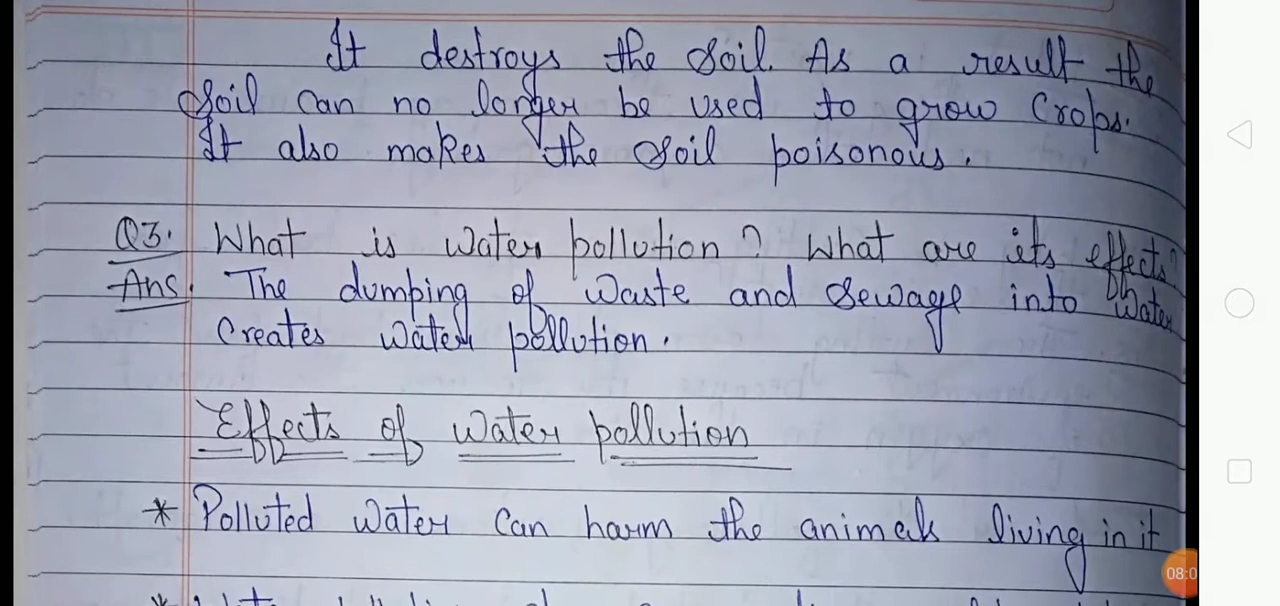 It destroys the soil. As a result the
soil can no longer be used to grow crops.
It also makes the soil poisonous.
Q3. What is water pollution? What are its effects?
Ans. The dumping of waste and sewage into water
creates water pollution.
Effects of water pollution
* Polluted water can harm the animals living in it
08:0